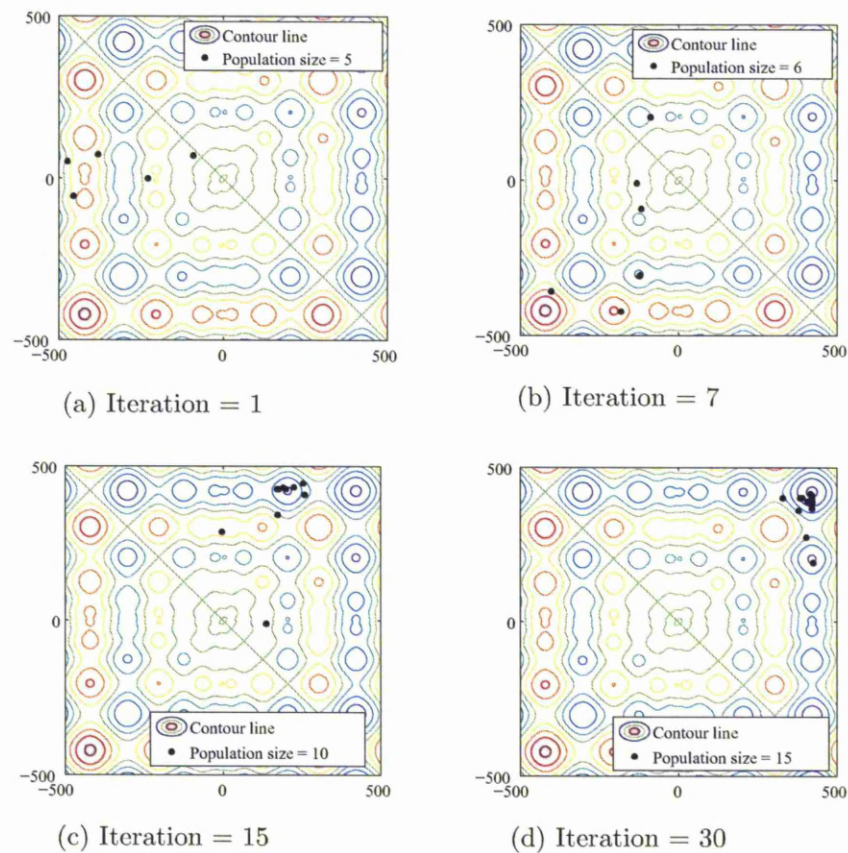 500
Contour line
Population size = 5
0
−500
−500
0
500
(a) Iteration = 1
500
Contour line
Population size = 6
0
−500
−500
0
500
(b) Iteration = 7
500
0
Contour line
Population size = 10
−500
−500
0
500
(c) Iteration = 15
500
0
Contour line
Population size = 15
−500
−500
0
500
(d) Iteration = 30